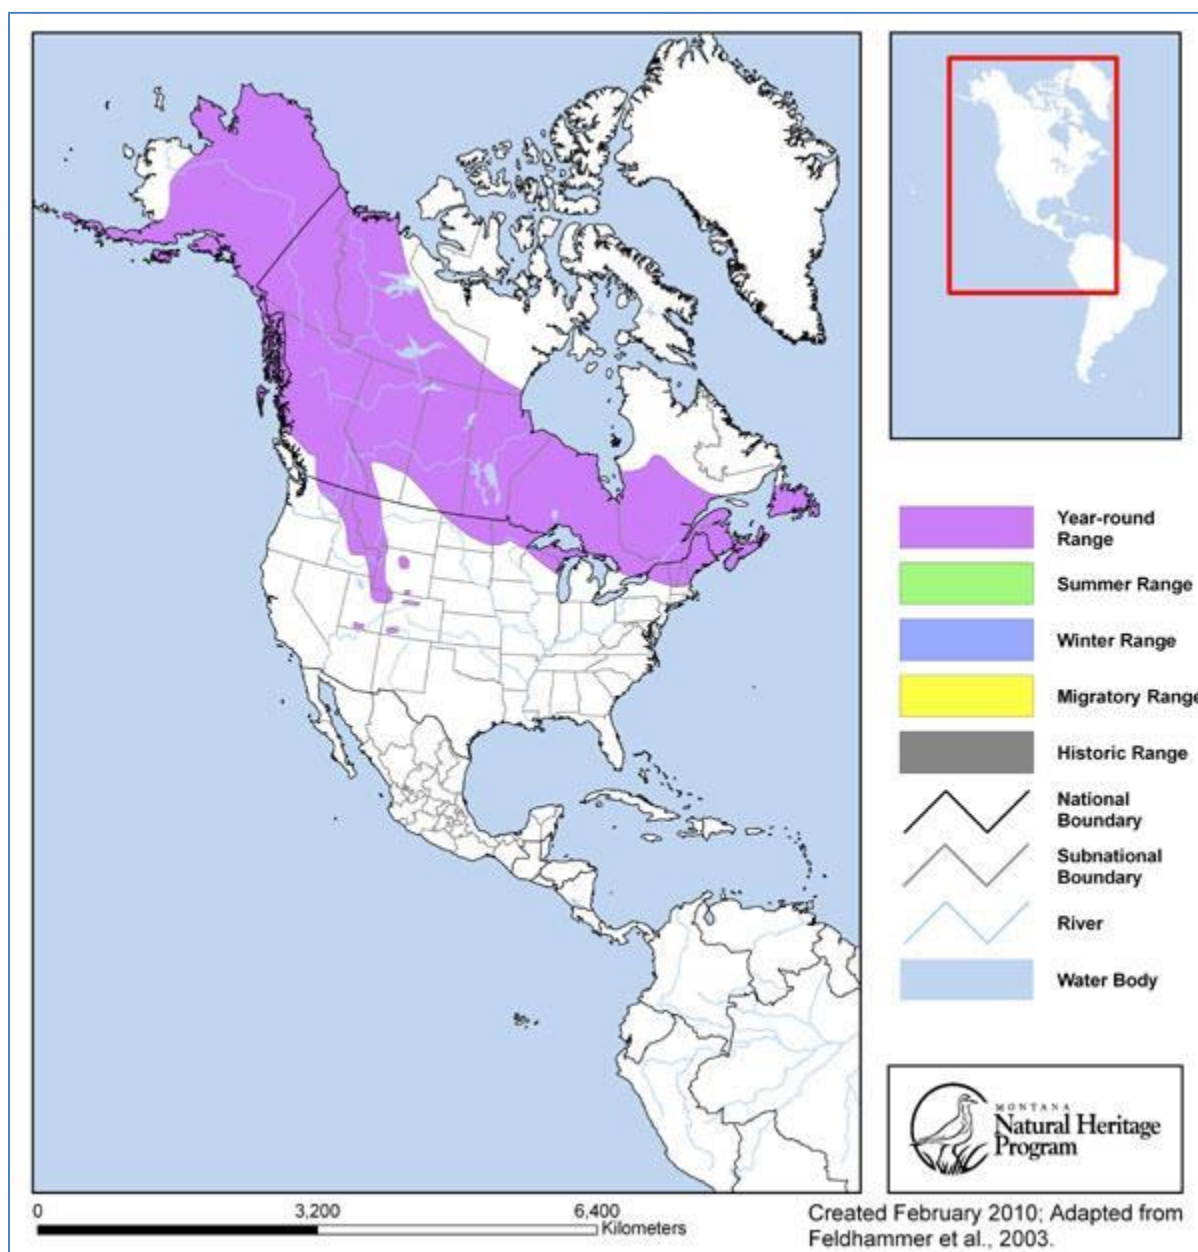 Year-round
Range
Summer Range
Winter Range
Migratory Range
Historic Range
National
Boundary
Subnational
Boundary
River
Water Body
MONTANA
Natural Heritage
Program
0
3,200
6,400
Kilometers
Created February 2010; Adapted from
Feldhammer et al., 2003.